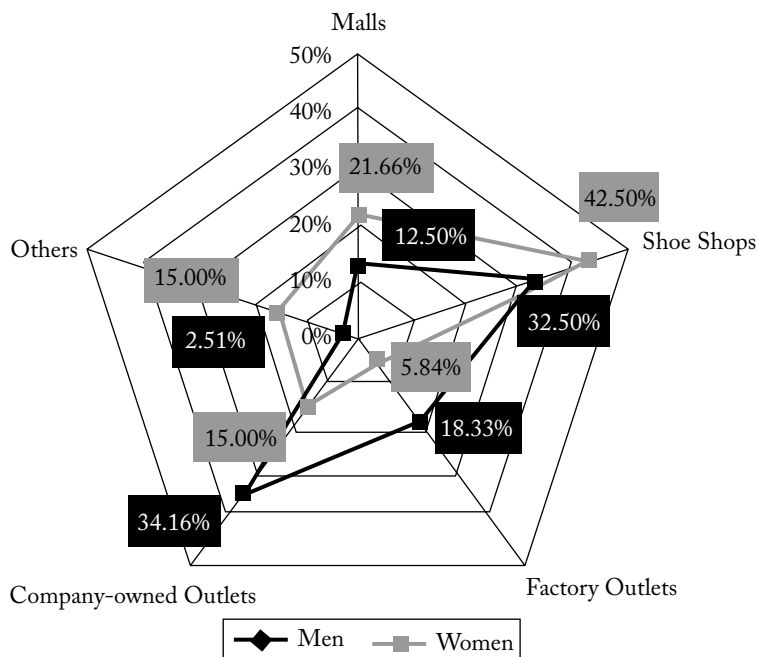 Malls
50%
40%
30%
21.66%
42.50%
20%
12.50%
Shoe Shops
Others
15.00%
10%
2.51%
0%
32.50%
5.84%
15.00%
18.33%
34.16%
Company-owned Outlets
Factory Outlets
Men
Women